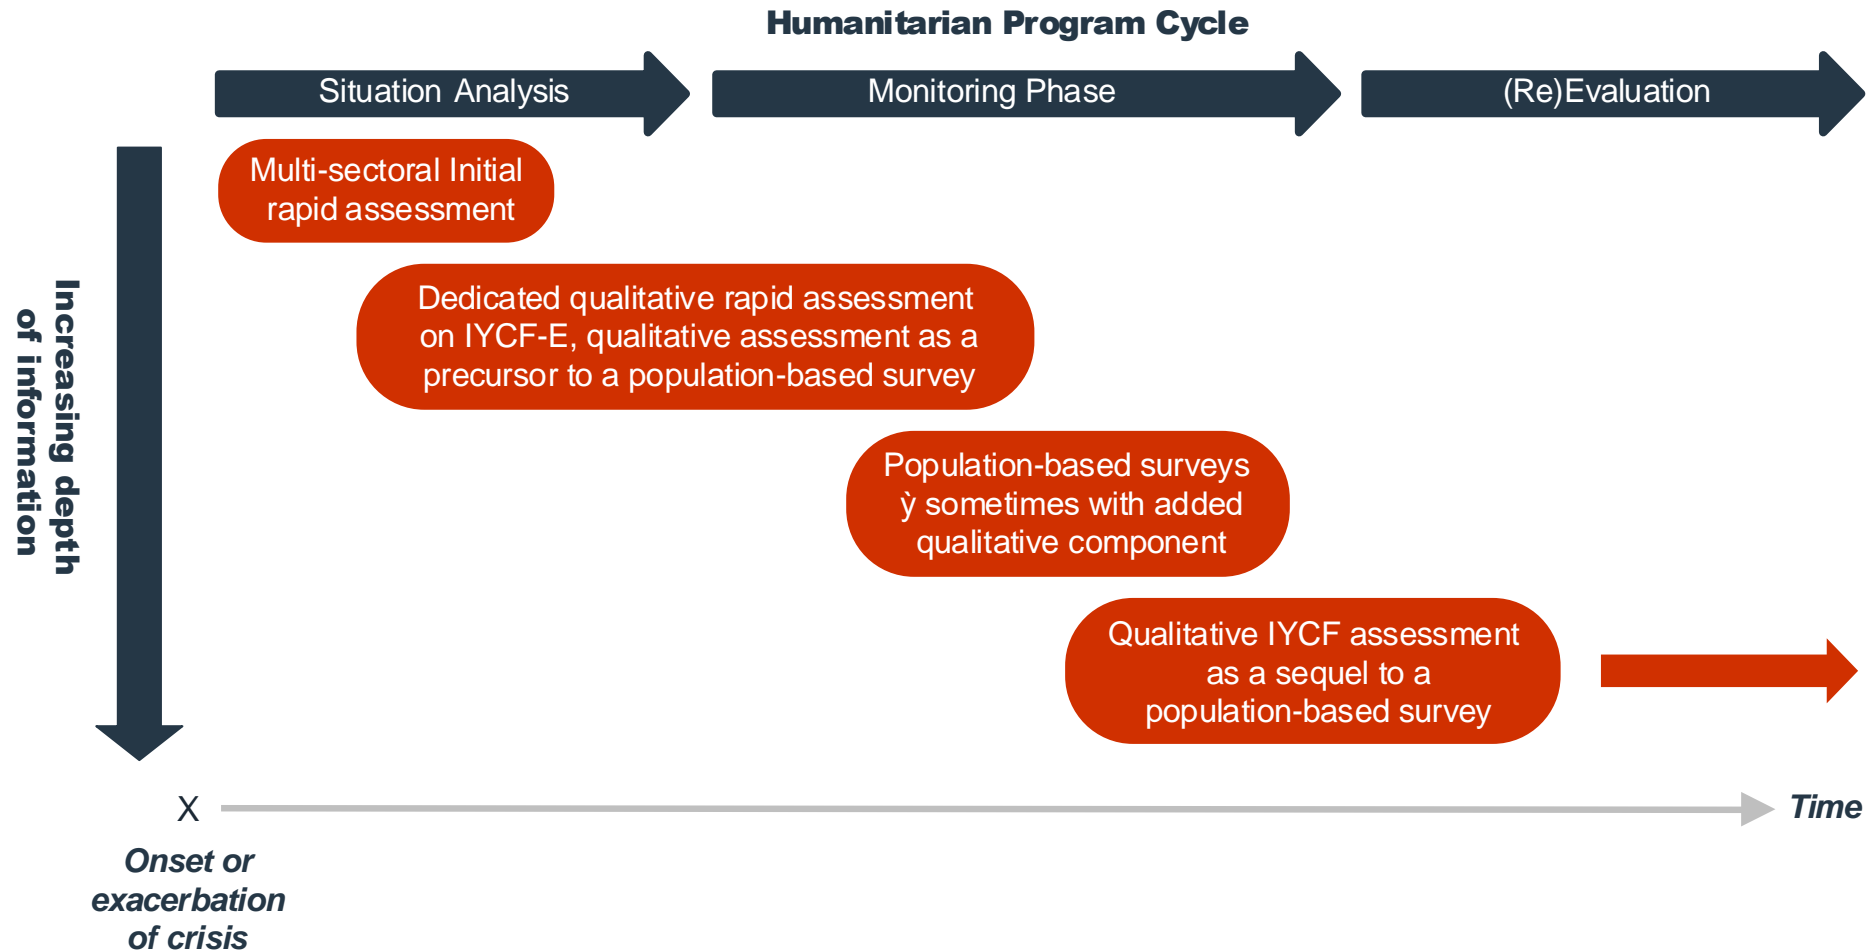 Humanitarian Program Cycle
Situation Analysis
Monitoring Phase
(Re)Evaluation
Multi-sectoral Initial
rapid assessment
Dedicated qualitative rapid assessment
on IYCF-E, qualitative assessment as a
precursor to a population-based survey
Population-based surveys
ỳ sometimes with added
qualitative component
Qualitative IYCF assessment
as a sequel to a
population-based survey
Increasing depth
of information
X
Time
Onset or
exacerbation
of crisis